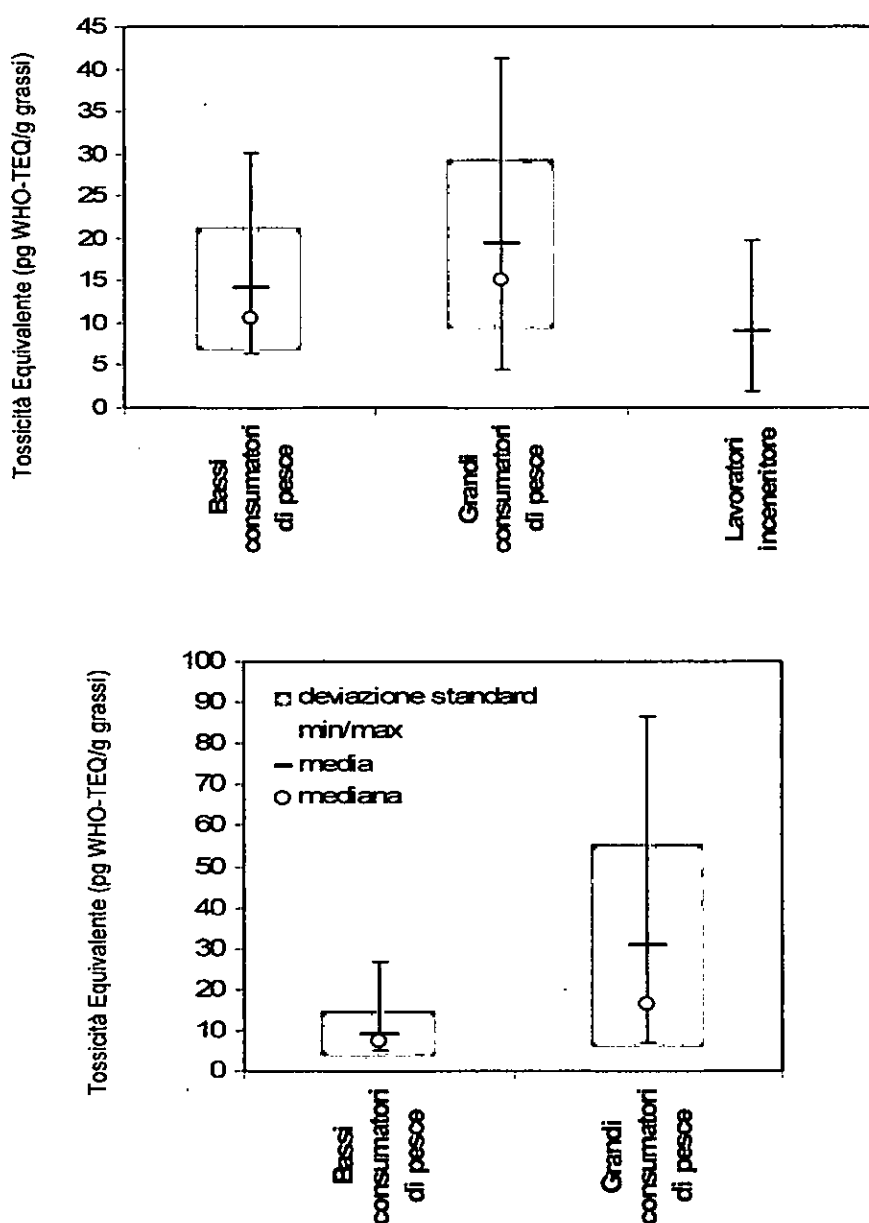 Tossicità Equivalente (pg WHO-TEQ/g grassi)
45
40
35
30
25
20
15
10
5
0
Bassi
consumatori
di pesce
Grandi
consumatori
di pesce
Lavoratori
inceneritore
Tossicità Equivalente (pg WHO-TEQ/g grassi)
100
90
80
70
60
50
40
30
20
10
0
deviazione standard
min/max
media
mediana
Bassi
consumatori
di pesce
Grandi
consumatori
di pesce